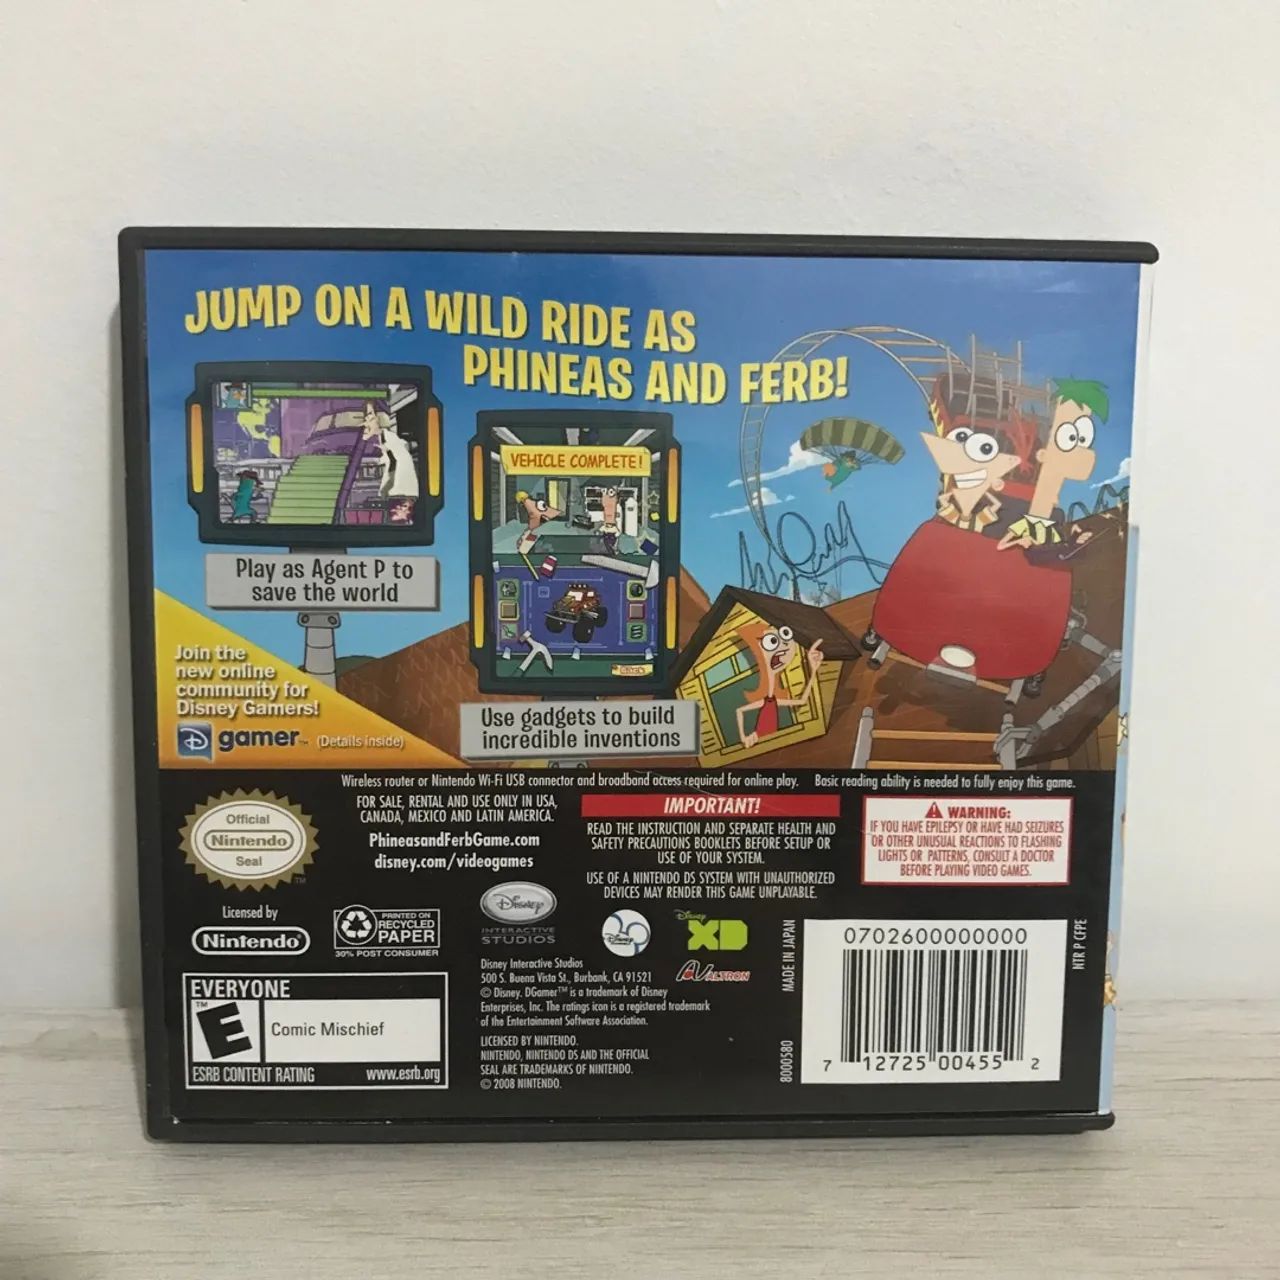 JUMP ON A WILD RIDE AS
PHINEAS AND FERB!
VEHICLE COMPLETE!
Play as Agent P to
save the world
Use gadgets to build
incredible inventions
Join the
new online
community for
Disney Gamers!
D gamer™ (Details inside)
Wireless router or Nintendo Wi-Fi USB connector and broadband access required for online play. Basic reading ability is needed to fully enjoy this game.
Official
Nintendo
Seal
TM
FOR SALE, RENTAL AND USE ONLY IN USA,
CANADA, MEXICO AND LATIN AMERICA.
PhineasandFerbGame.com
disney.com/videogames
IMPORTANT!
READ THE INSTRUCTION AND SEPARATE HEALTH AND
SAFETY PRECAUTIONS BOOKLETS BEFORE SETUP OR
USE OF YOUR SYSTEM.
USE OF A NINTENDO DS SYSTEM WITH UNAUTHORIZED
DEVICES MAY RENDER THIS GAME UNPLAYABLE.
WARNING:
IF YOU HAVE EPILEPSY OR HAVE HAD SEIZURES
OR OTHER UNUSUAL REACTIONS TO FLASHING
LIGHTS OR PATTERNS, CONSULT A DOCTOR
BEFORE PLAYING VIDEO GAMES.
Licensed by
Nintendo
PRINTED ON
RECYCLED
PAPER
30% POST CONSUMER
Disney
INTERACTIVE
STUDIOS
Disney
Disney
XD
ALTRON
Disney Interactive Studios
500 S. Buena Vista St., Burbank, CA 91521
© Disney. DGamer™ is a trademark of Disney
Enterprises, Inc. The ratings icon is a registered trademark
of the Entertainment Software Association.
LICENSED BY NINTENDO.
NINTENDO, NINTENDO DS AND THE OFFICIAL
SEAL ARE TRADEMARKS OF NINTENDO.
© 2008 NINTENDO.
EVERYONE
TM
E
Comic Mischief
ESRB CONTENT RATING www.esrb.org
MADE IN JAPAN
8000580
0702600000000
7 12725 00455 2
NTR P CFPE